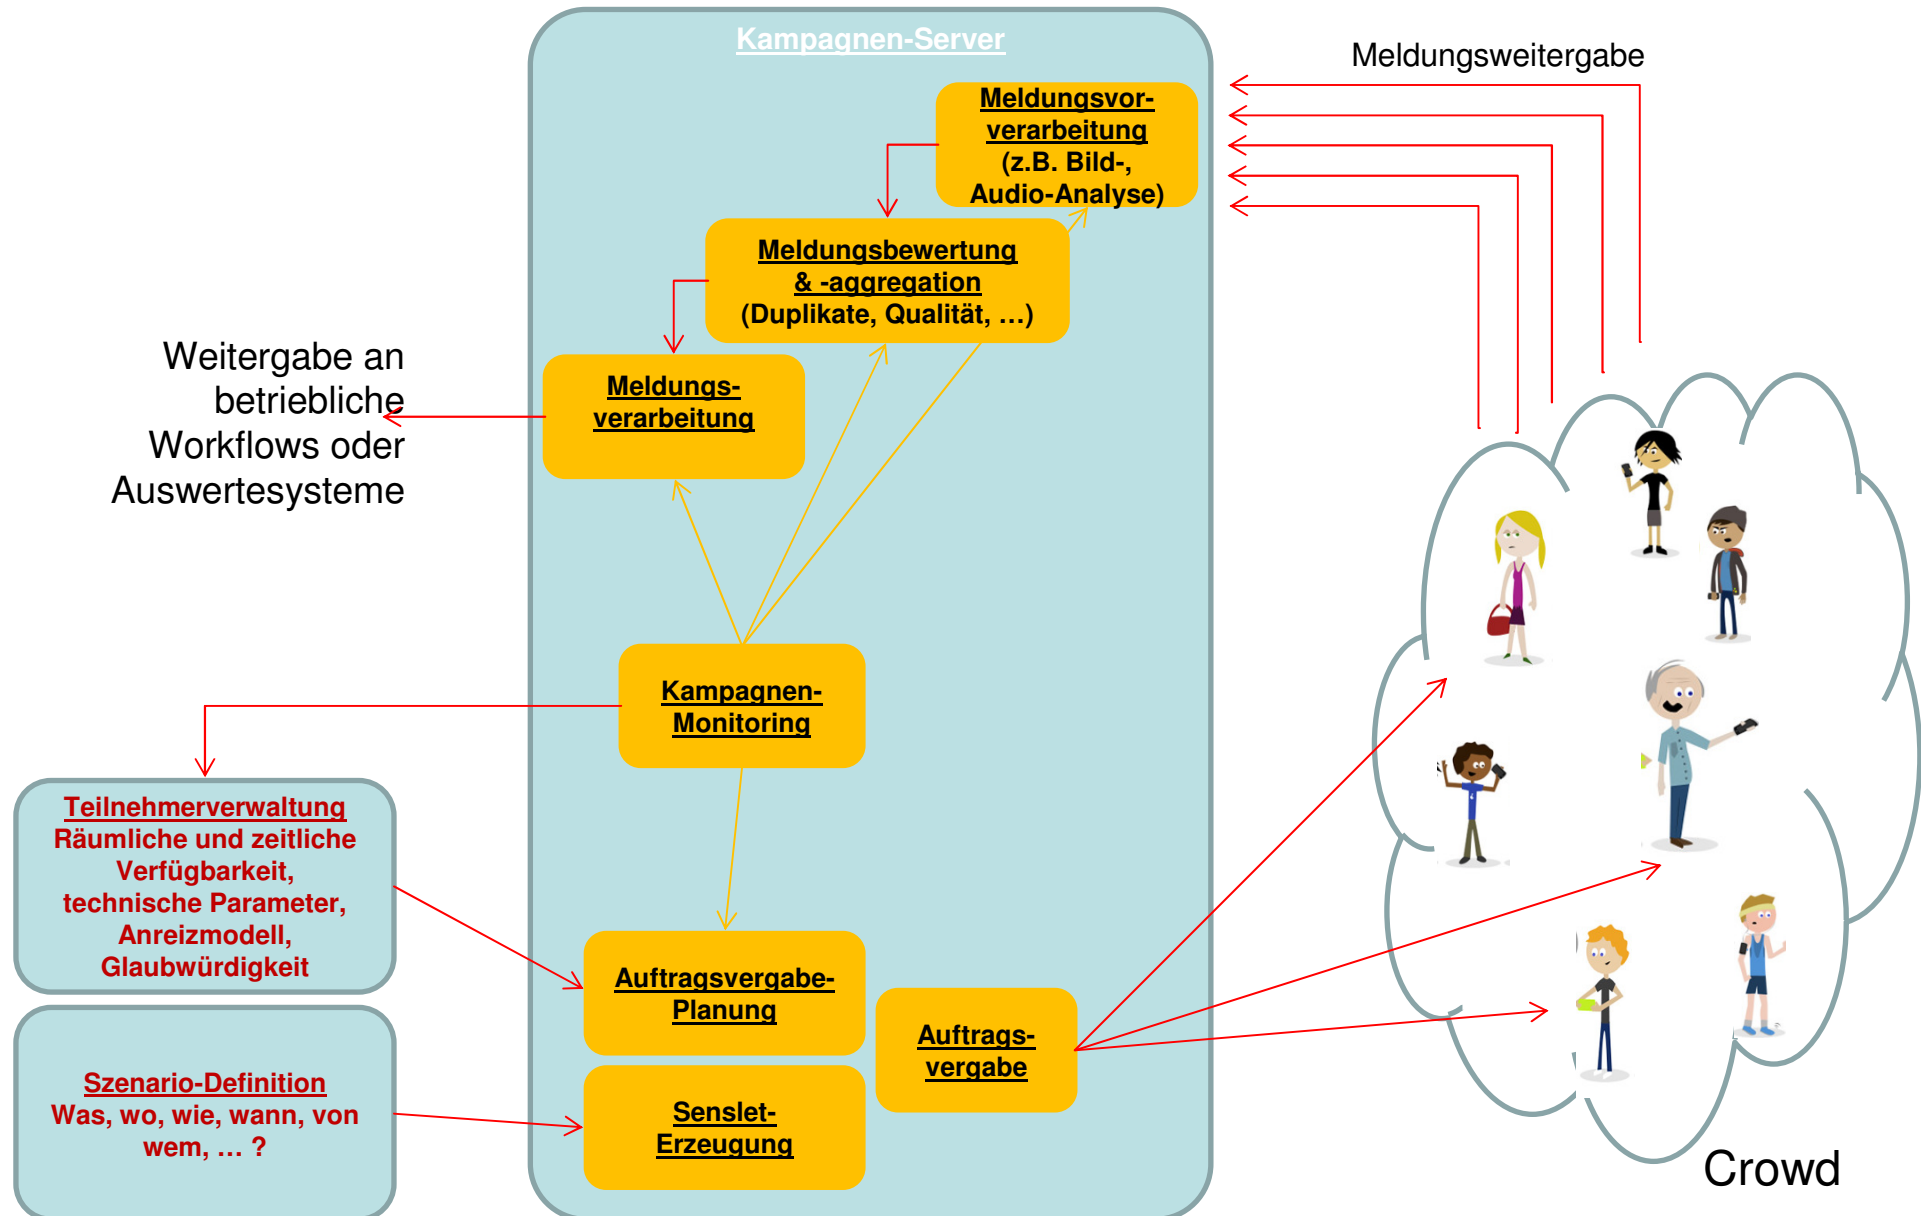 Kampagnen-Server
Meldungsweitergabe
Meldungsvor-
verarbeitung
(z.B. Bild-,
Audio-Analyse)
Meldungsbewertung
& -aggregation
(Duplikate, Qualität, …)
Weitergabe an
betriebliche
Workflows oder
Auswertesysteme
Meldungs-
verarbeitung
Kampagnen-
Monitoring
Teilnehmerverwaltung
Räumliche und zeitliche
Verfügbarkeit,
technische Parameter,
Anreizmodell,
Glaubwürdigkeit
Auftragsvergabe-
Planung
Auftrags-
vergabe
Szenario-Definition
Was, wo, wie, wann, von
wem, … ?
Senslet-
Erzeugung
Crowd